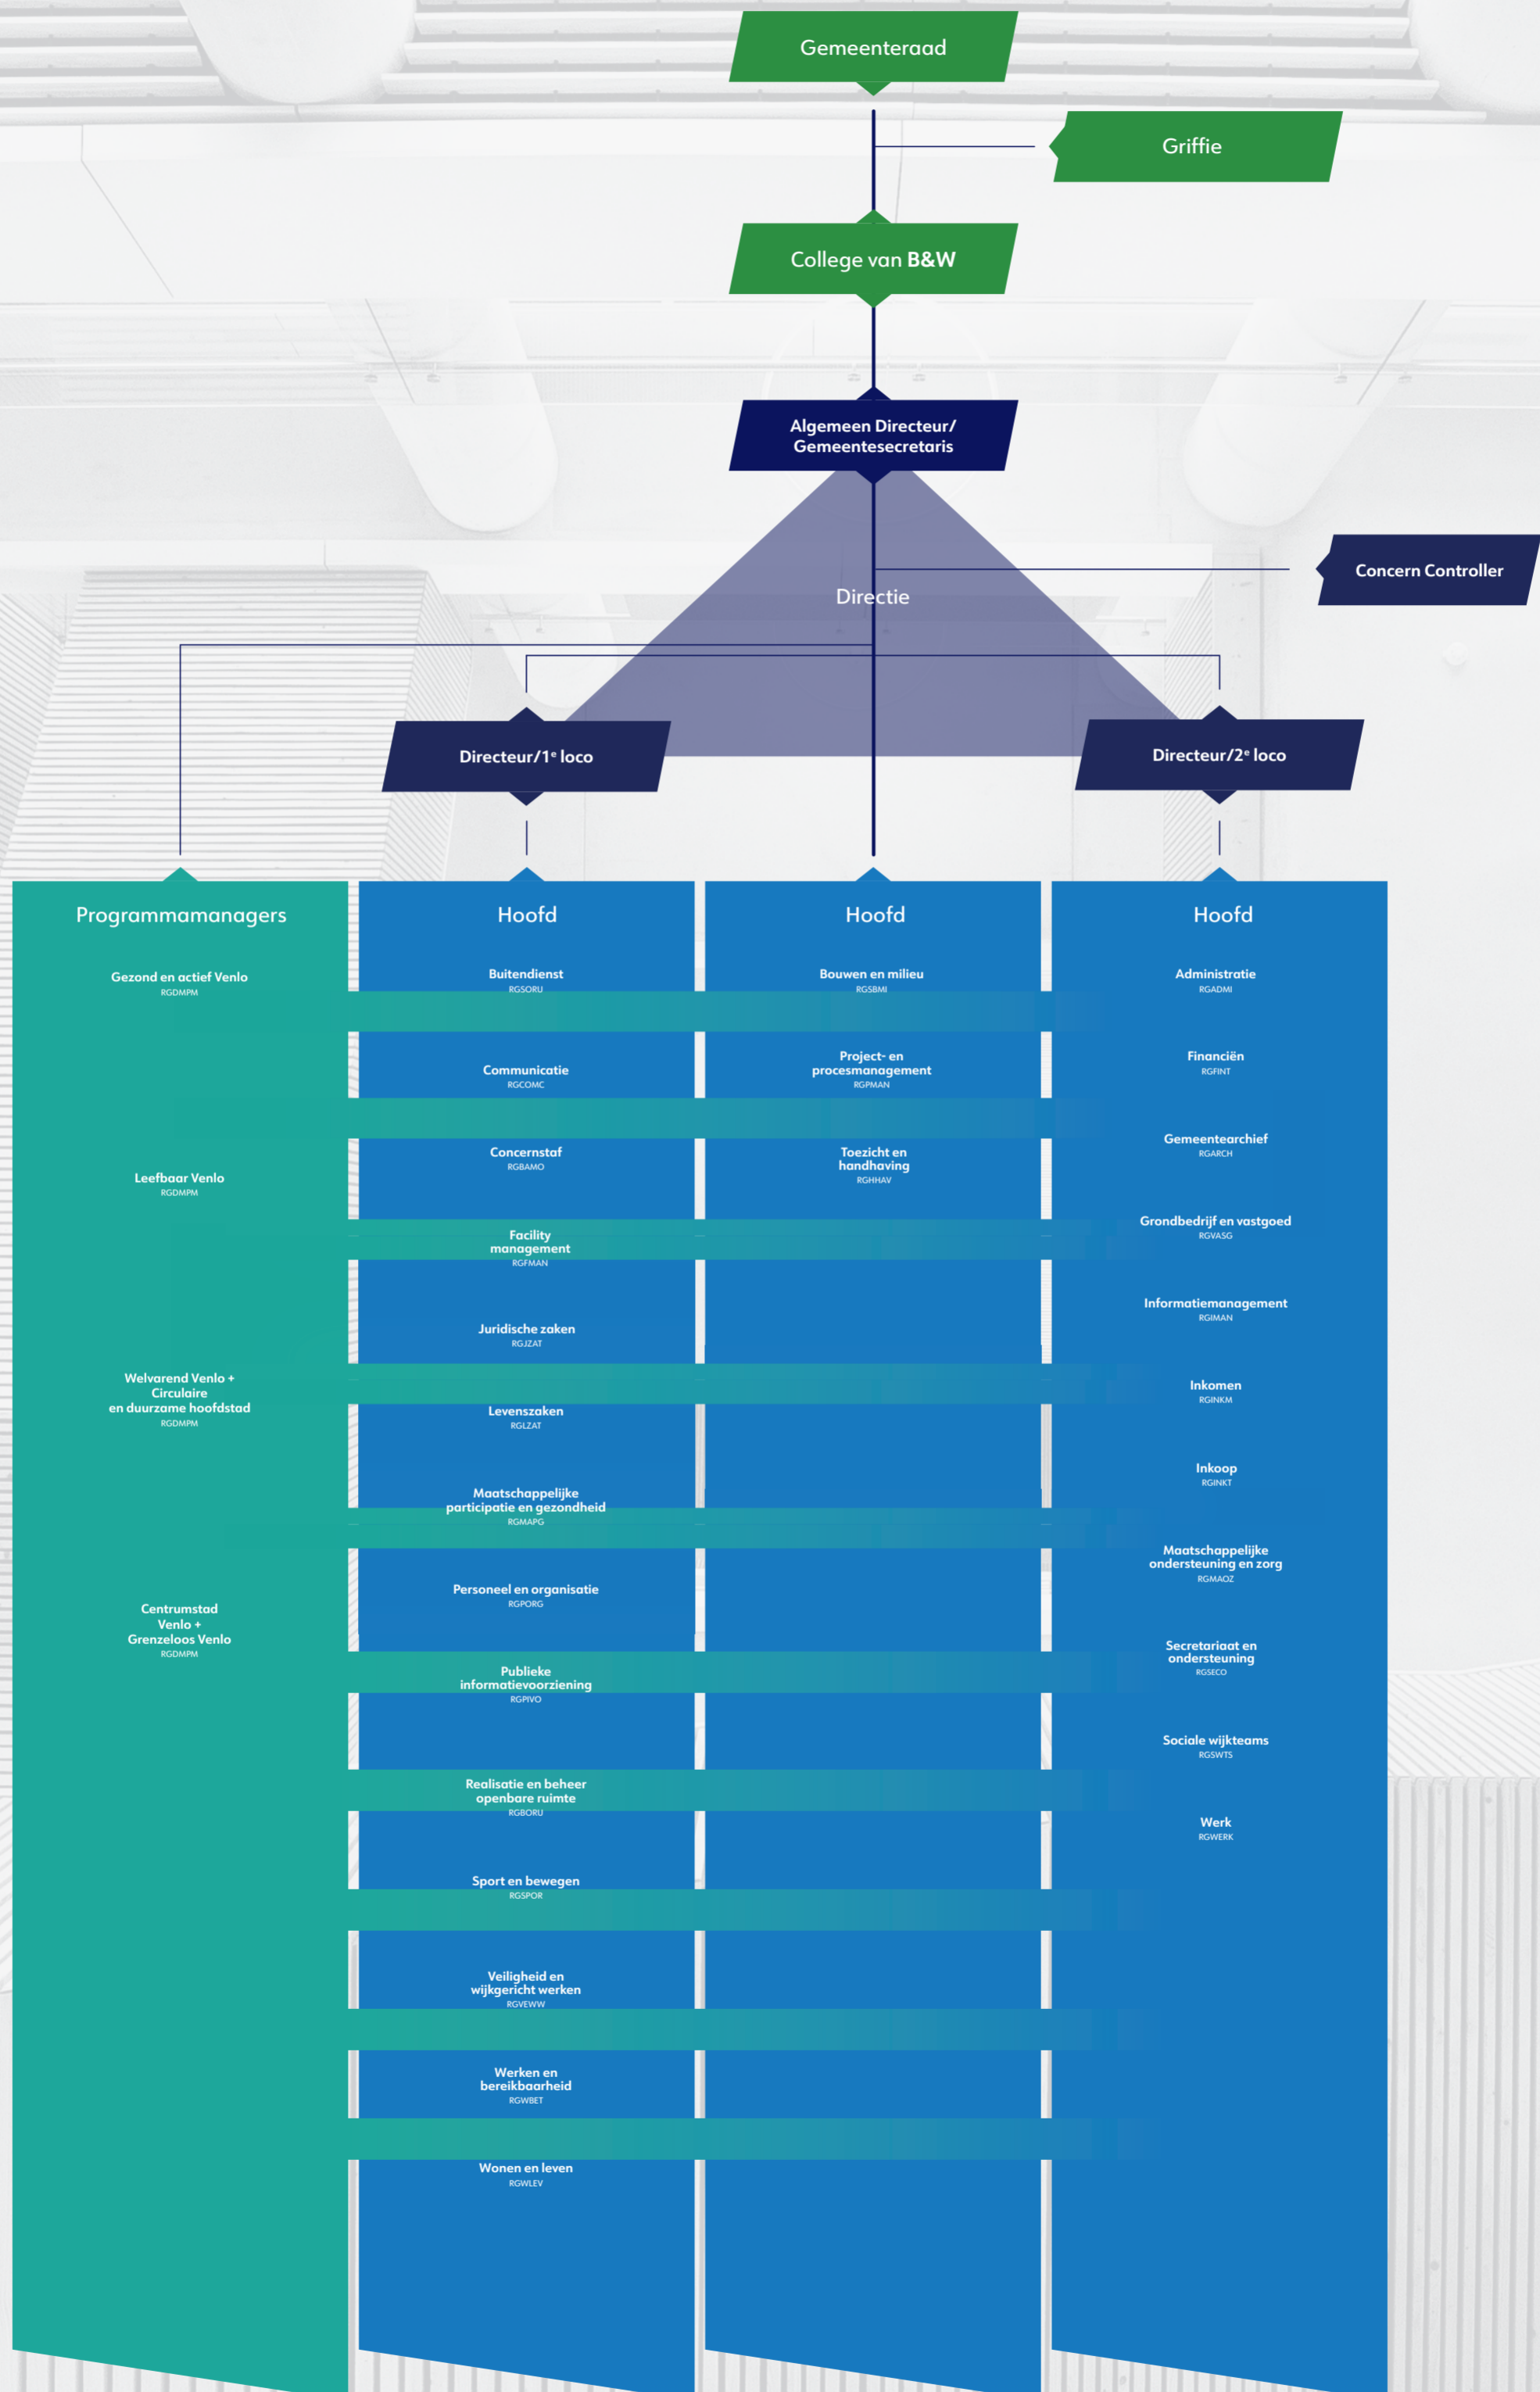 Gemeenteraad
Griffie
College van B&W
Algemeen Directeur/
Gemeentesecretaris
Concern Controller
Directie
Directeur/1e loco
Directeur/2e loco
Programmamanagers
Gezond en actief Venlo
RGDMPM
Leefbaar Venlo
RGDMPM
Welvarend Venlo +
Circulaire
en duurzame hoofdstad
RGDMPM
Centrumstad
Venlo +
Grenzeloos Venlo
RGDMPM
Hoofd
Buitendienst
RGSORU
Communicatie
RGCOMC
Concernstaf
RGBAMO
Facility
management
RGFMAN
Juridische zaken
RGJZAT
Levenszaken
RGLZAT
Maatschappelijke
participatie en gezondheid
RGMAPG
Personeel en organisatie
RGPORG
Publieke
informatievoorziening
RGPIVO
Realisatie en beheer
openbare ruimte
RGBORU
Sport en bewegen
RGSPOR
Veiligheid en
wijkgericht werken
RGVEWW
Werken en
bereikbaarheid
RGWBET
Wonen en leven
RGWLEV
Hoofd
Bouwen en milieu
RGSBMI
Project- en
procesmanagement
RGPMAN
Toezicht en
handhaving
RGHHAV
Hoofd
Administratie
RGADMI
Financiën
RGFINT
Gemeentearchief
RGARCH
Grondbedrijf en vastgoed
RGVASG
Informatiemanagement
RGIMAN
Inkomen
RGINKM
Inkoop
RGINKT
Maatschappelijke
ondersteuning en zorg
RGMAOZ
Secretariaat en
ondersteuning
RGSECO
Sociale wijkteams
RGSWTS
Werk
RGWERK